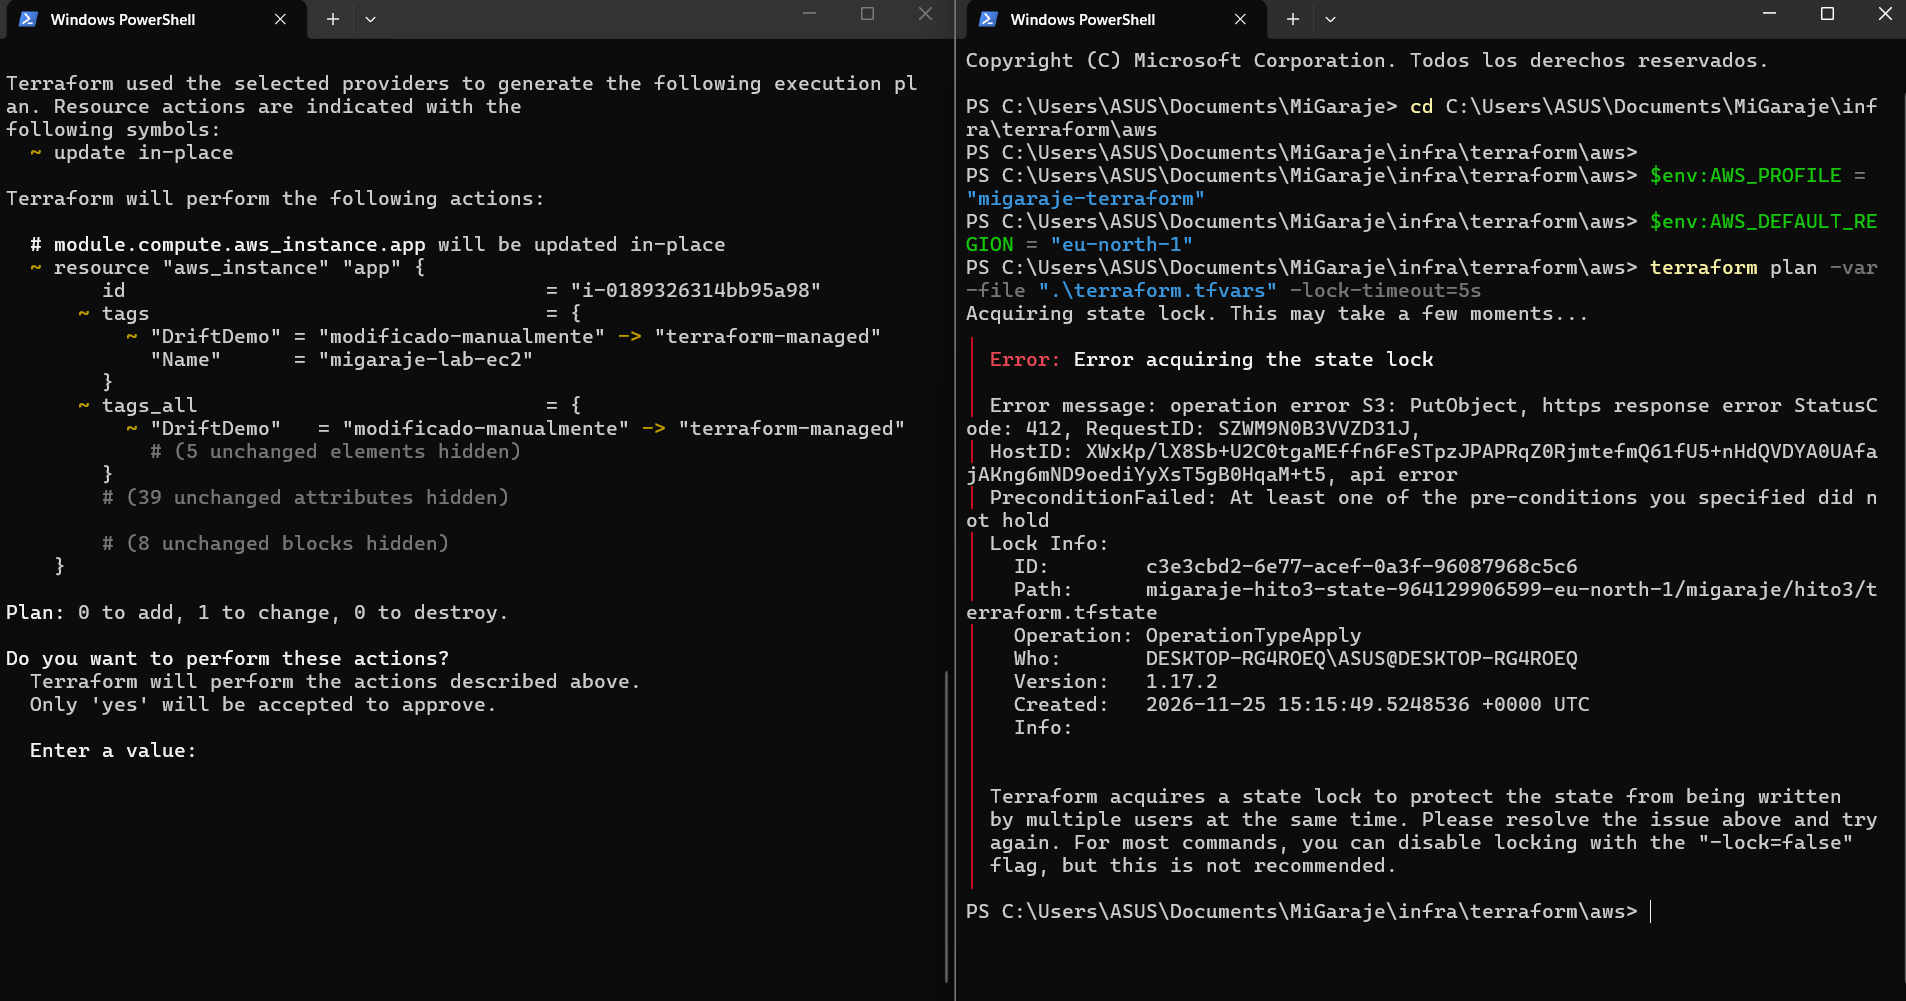 Windows PowerShell
Terraform used the selected providers to generate the following execution pl
an. Resource actions are indicated with the
following symbols:
  ~ update in-place
Terraform will perform the following actions:
  # module.compute.aws_instance.app will be updated in-place
  ~ resource "aws_instance" "app" {
        id                                   = "i-0189326314bb95a98"
      ~ tags                                 = {
          ~ "DriftDemo" = "modificado-manualmente" -> "terraform-managed"
            "Name"      = "migaraje-lab-ec2"
        }
      ~ tags_all                             = {
          ~ "DriftDemo"   = "modificado-manualmente" -> "terraform-managed"
            # (5 unchanged elements hidden)
        }
        # (39 unchanged attributes hidden)
        # (8 unchanged blocks hidden)
    }
Plan: 0 to add, 1 to change, 0 to destroy.
Do you want to perform these actions?
  Terraform will perform the actions described above.
  Only 'yes' will be accepted to approve.
  Enter a value:
Windows PowerShell
Copyright (C) Microsoft Corporation. Todos los derechos reservados.
PS C:\Users\ASUS\Documents\MiGaraje> cd C:\Users\ASUS\Documents\MiGaraje\inf
ra\terraform\aws
PS C:\Users\ASUS\Documents\MiGaraje\infra\terraform\aws>
PS C:\Users\ASUS\Documents\MiGaraje\infra\terraform\aws> $env:AWS_PROFILE =
"migaraje-terraform"
PS C:\Users\ASUS\Documents\MiGaraje\infra\terraform\aws> $env:AWS_DEFAULT_RE
GION = "eu-north-1"
PS C:\Users\ASUS\Documents\MiGaraje\infra\terraform\aws> terraform plan -var
-file ".\terraform.tfvars" -lock-timeout=5s
Acquiring state lock. This may take a few moments...
Error: Error acquiring the state lock
Error message: operation error S3: PutObject, https response error StatusC
ode: 412, RequestID: SZWM9N0B3VVZD31J,
HostID: XWxKp/lX8Sb+U2C0tgaMEffn6FeSTpzJPAPRqZ0RjmtefmQ61fU5+nHdQVDYA0UAfa
jAKng6mND9oediYyXsT5gB0HqaM+t5, api error
PreconditionFailed: At least one of the pre-conditions you specified did n
ot hold
Lock Info:
  ID:        c3e3cbd2-6e77-acef-0a3f-96087968c5c6
  Path:      migaraje-hito3-state-964129906599-eu-north-1/migaraje/hito3/t
erraform.tfstate
  Operation: OperationTypeApply
  Who:       DESKTOP-RG4ROEQ\ASUS@DESKTOP-RG4ROEQ
  Version:   1.17.2
  Created:   2026-11-25 15:15:49.5248536 +0000 UTC
  Info:
Terraform acquires a state lock to protect the state from being written
by multiple users at the same time. Please resolve the issue above and try
again. For most commands, you can disable locking with the "-lock=false"
flag, but this is not recommended.
PS C:\Users\ASUS\Documents\MiGaraje\infra\terraform\aws>